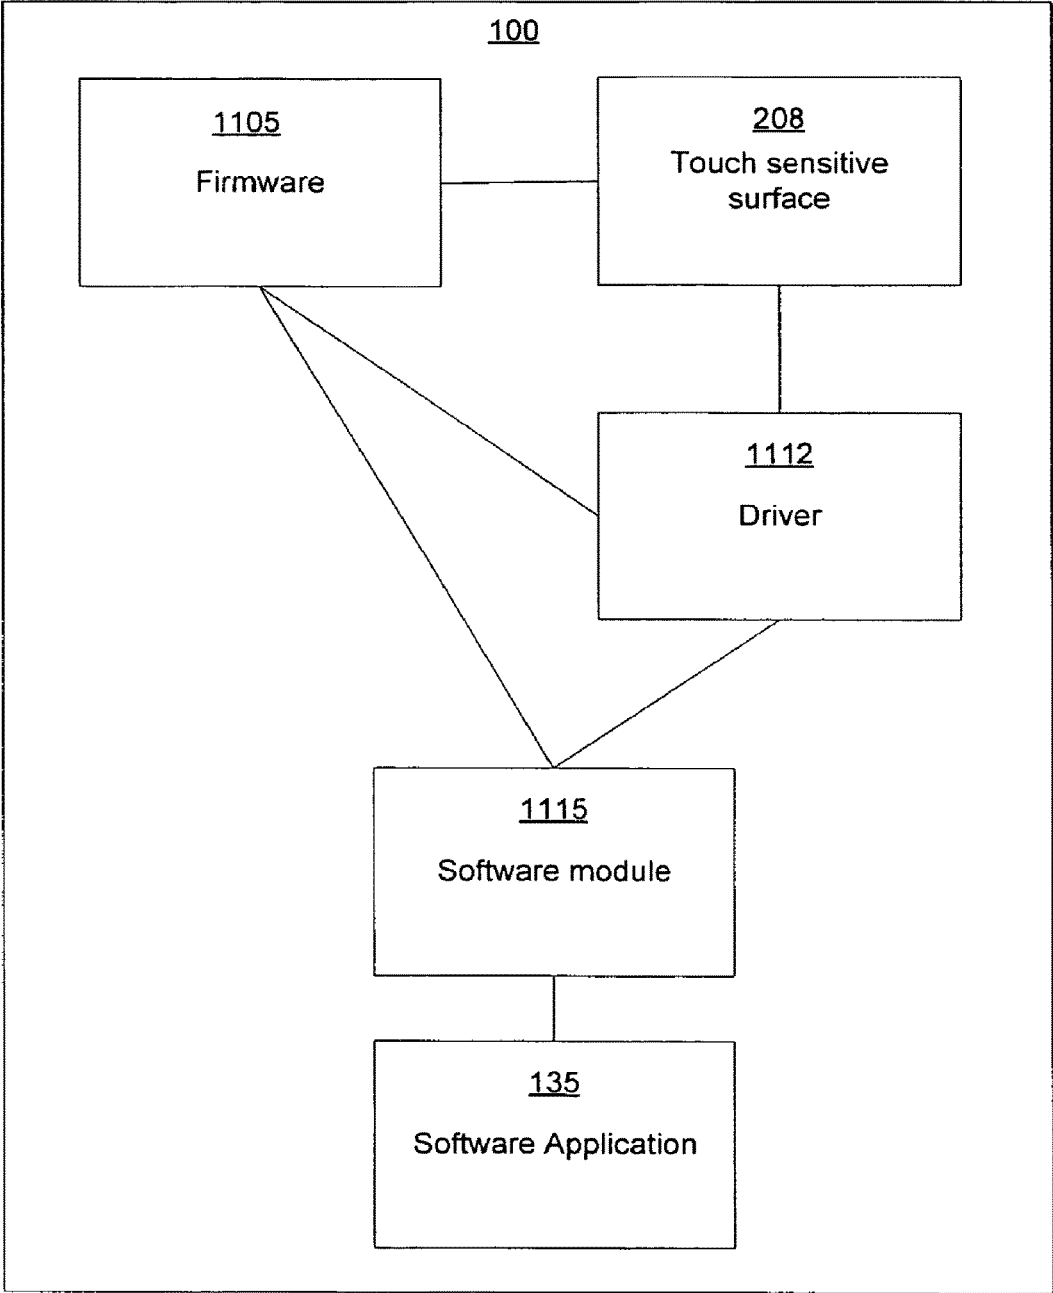 100
1105
Firmware
208
Touch sensitive
surface
1112
Driver
1115
Software module
135
Software Application